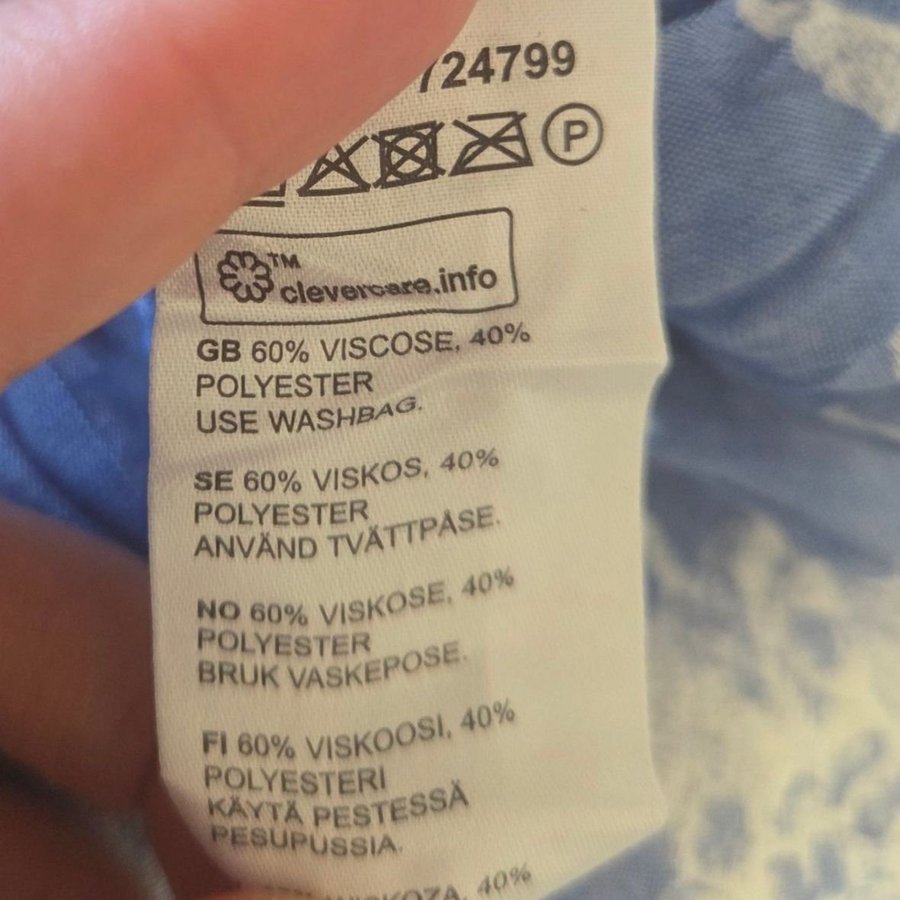 724799
P
™
clevercare.info
GB 60% VISCOSE, 40%
POLYESTER
USE WASHBAG.
SE 60% VISKOS, 40%
POLYESTER
ANVÄND TVÄTTPÅSE.
NO 60% VISKOSE, 40%
POLYESTER
BRUK VASKEPOSE.
FI 60% VISKOOSI, 40%
POLYESTERI
KÄYTÄ PESTESSÄ
PESUPUSSIA.
40%